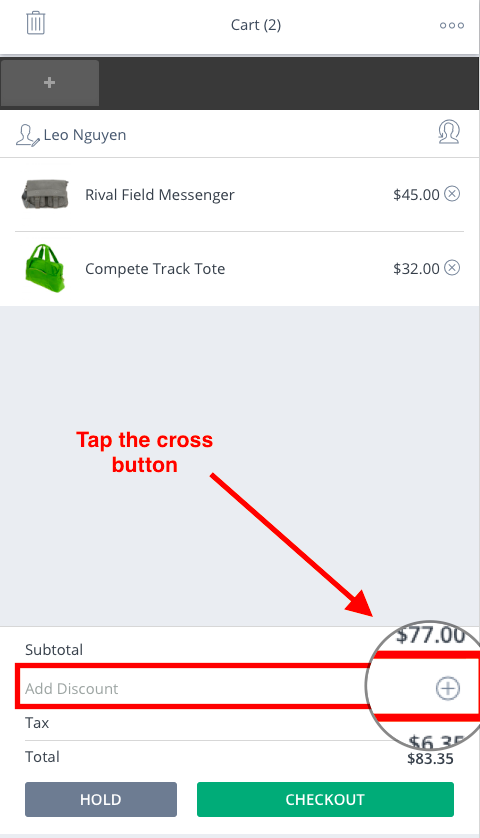 Cart (2)
+
Leo Nguyen
Rival Field Messenger $45.00
Compete Track Tote $32.00
Tap the cross
button
Subtotal $77.00
Add Discount
Tax $6.35
Total $83.35
HOLD CHECKOUT